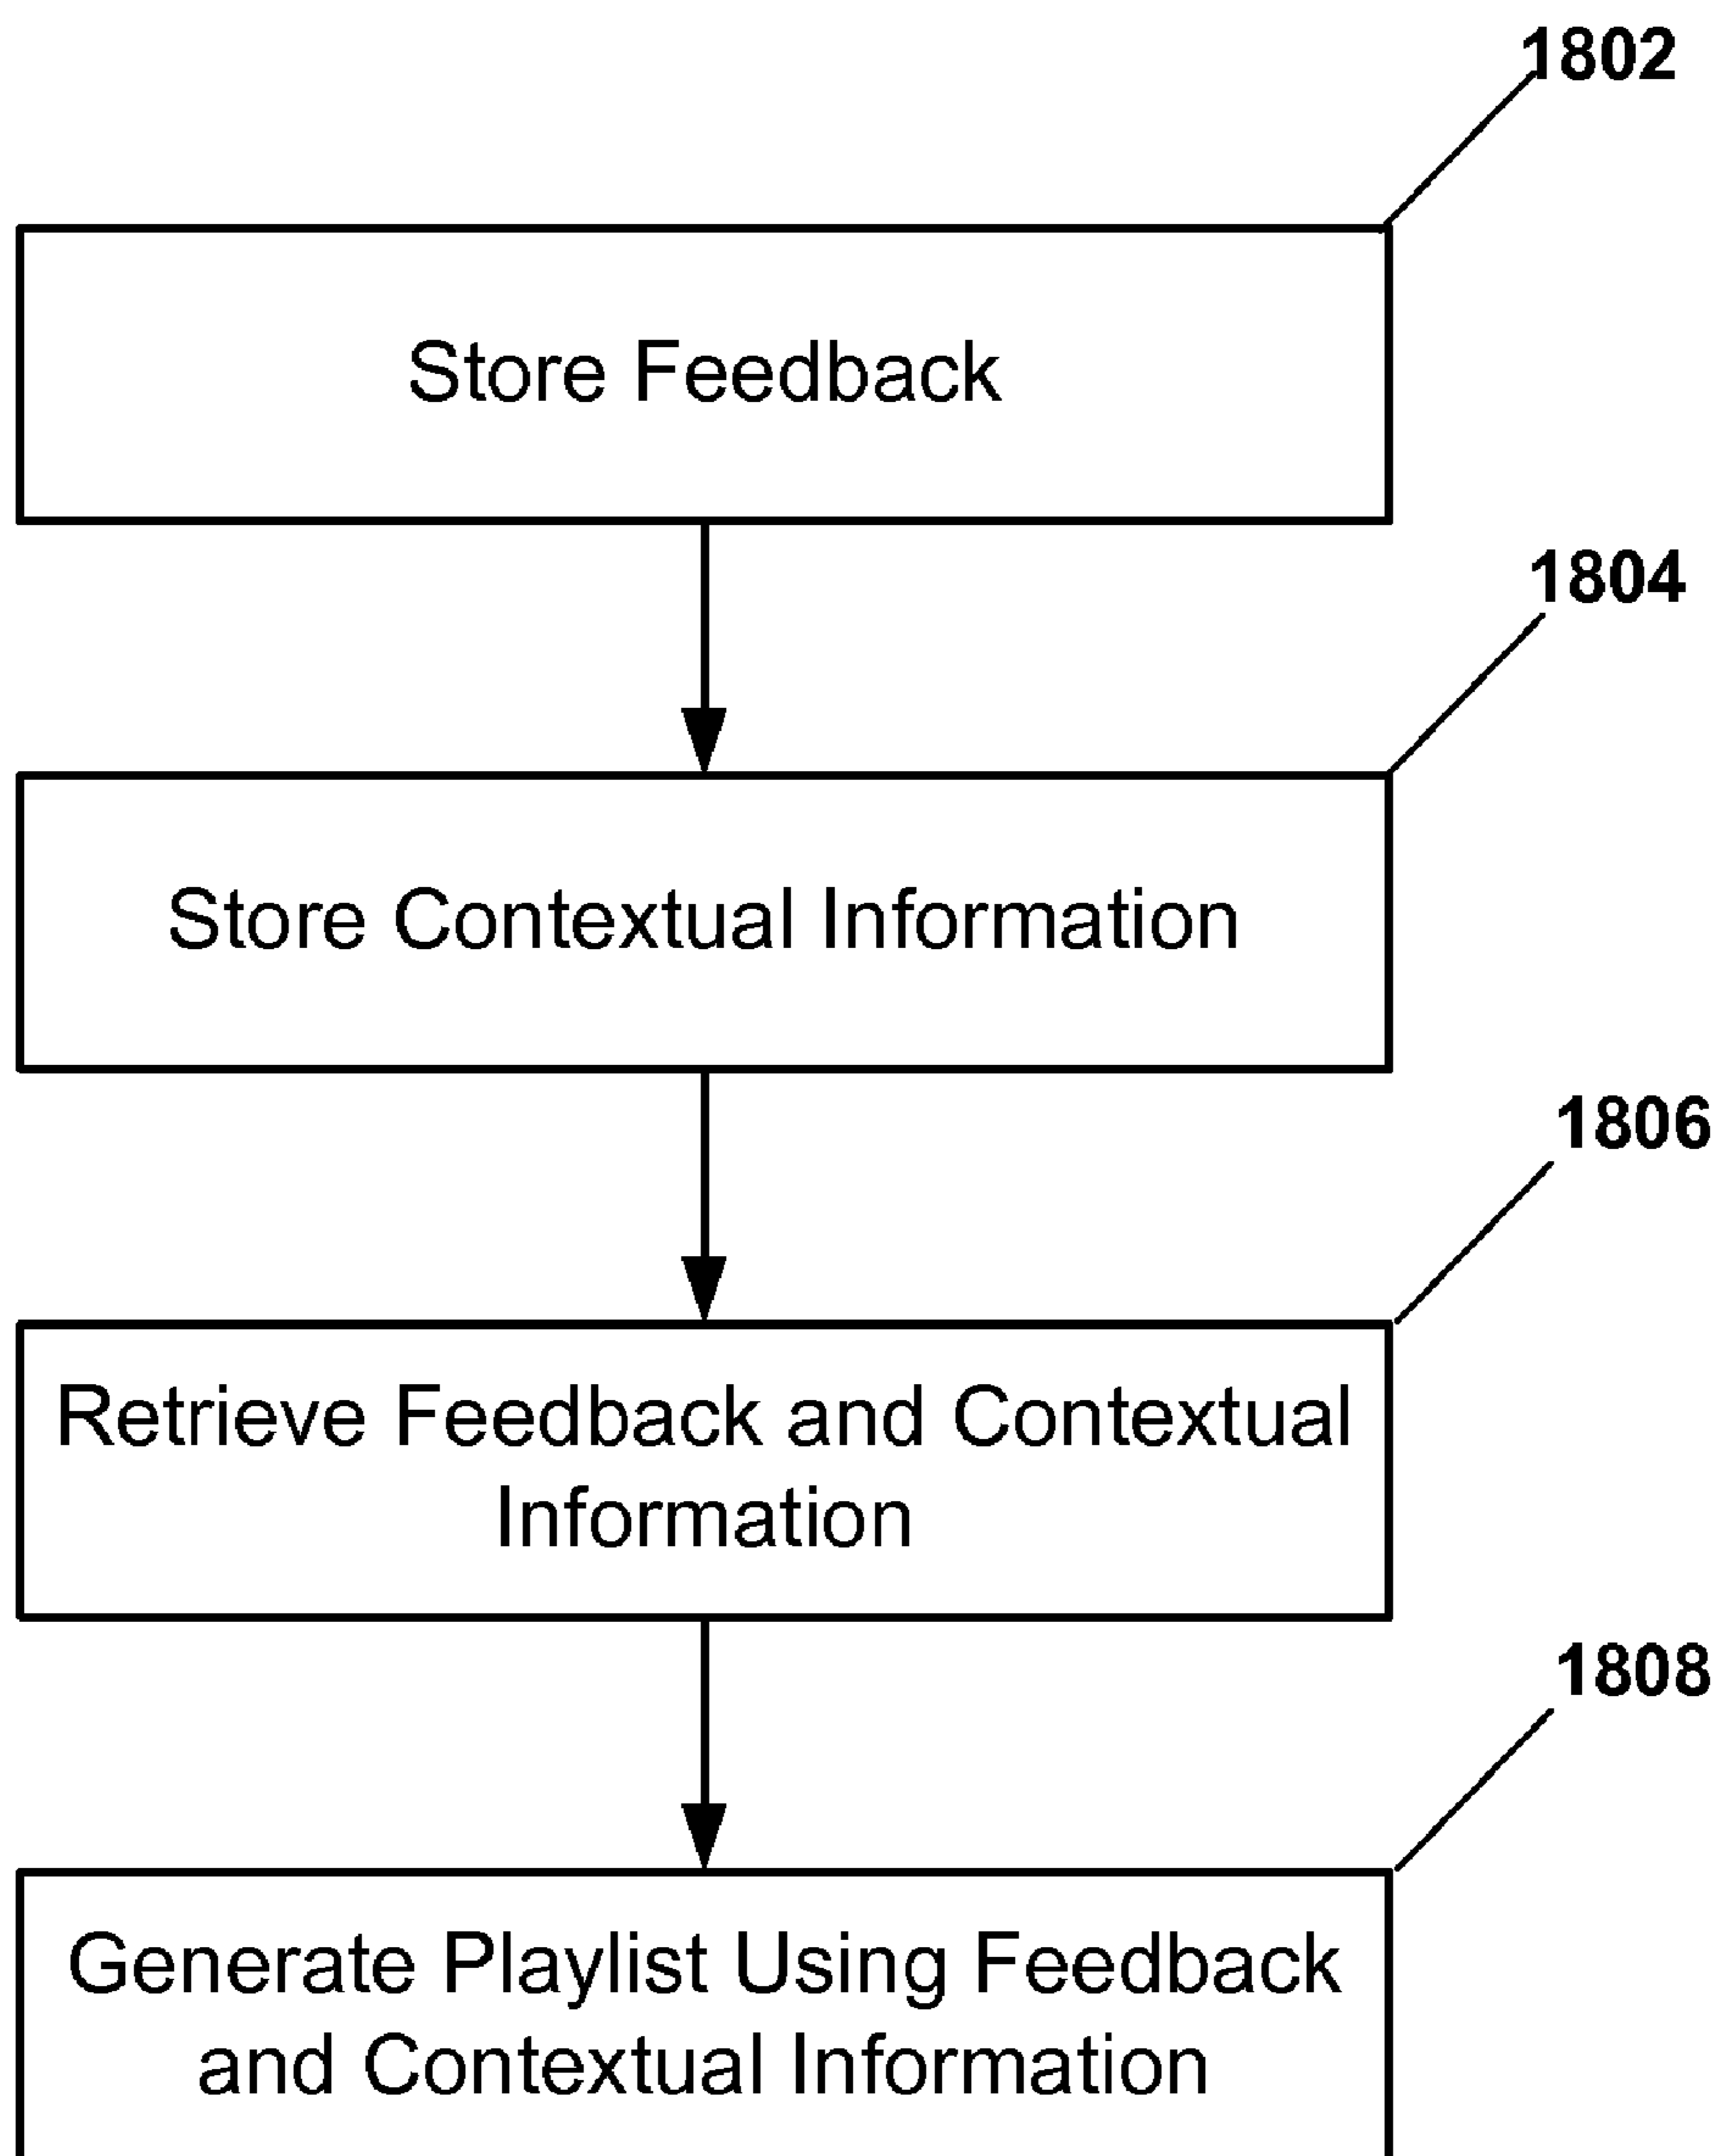 1802
Store Feedback
1804
Store Contextual Information
1806
Retrieve Feedback and Contextual
Information
1808
Generate Playlist Using Feedback
and Contextual Information